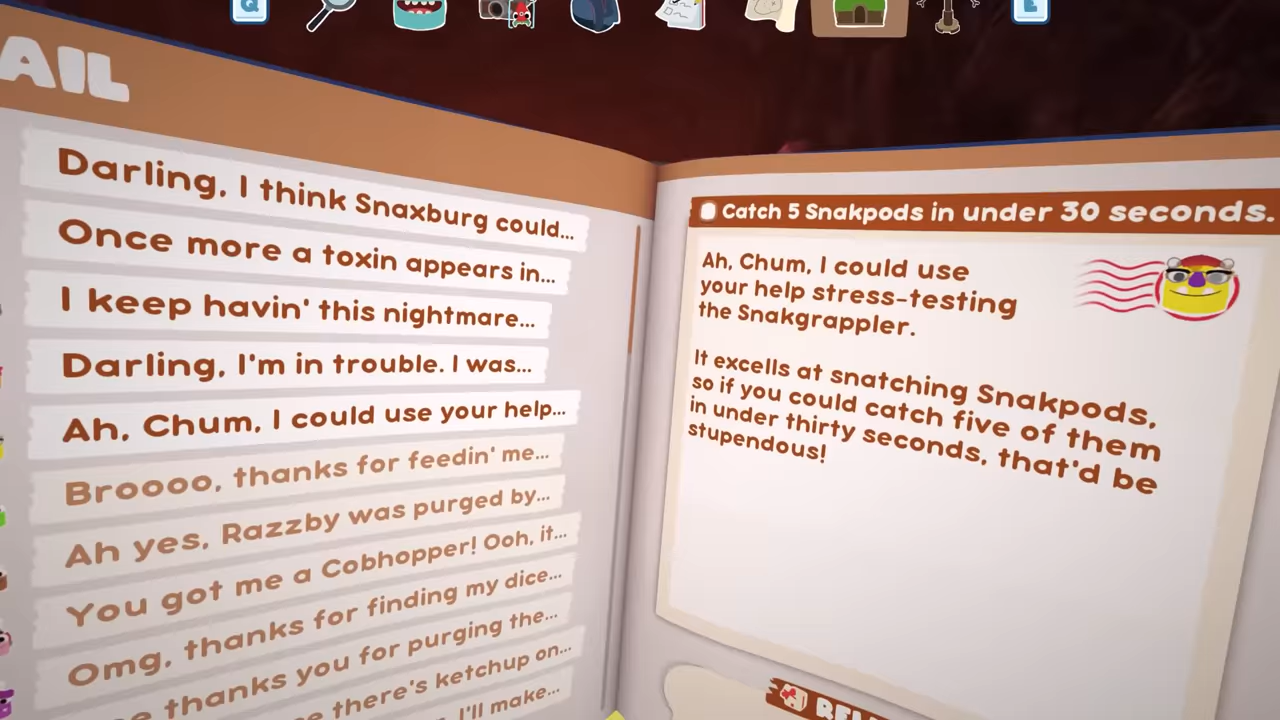 Q
E
AIL
Darling, I think Snaxburg could...
Once more a toxin appears in...
I keep havin' this nightmare...
Darling, I'm in trouble. I was...
Ah, Chum, I could use your help...
Broooo, thanks for feedin' me...
Ah yes, Razzby was purged by...
You got me a Cobhopper! Ooh, it...
Omg, thanks for finding my dice...
thanks you for purging the...
there's ketchup on...
I'll make...
Catch 5 Snakpods in under 30 seconds.
Ah, Chum, I could use
your help stress-testing
the Snakgrappler.
It excells at snatching Snakpods,
so if you could catch five of them
in under thirty seconds, that'd be
stupendous!